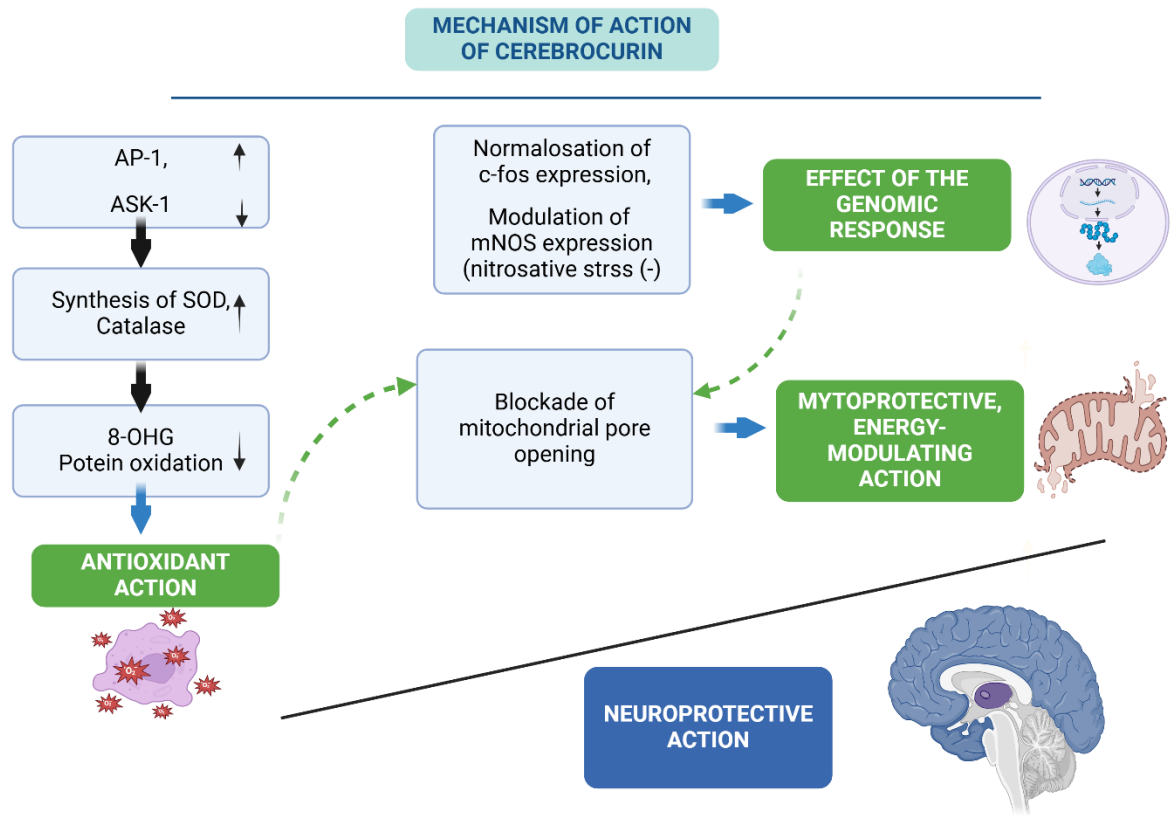 MECHANISM OF ACTION
OF CEREBROCURIN
AP-1,
ASK-1
Synthesis of SOD,
Catalase
8-OHG
Potein oxidation
ANTIOXIDANT
ACTION
Normalosation of
c-fos expression,
Modulation of
mNOS expression
(nitrosative strss (-)
EFFECT OF THE
GENOMIC
RESPONSE
Blockade of
mitochondrial pore
opening
MYTOPROTECTIVE,
ENERGY-
MODULATING
ACTION
NEUROPROTECTIVE
ACTION